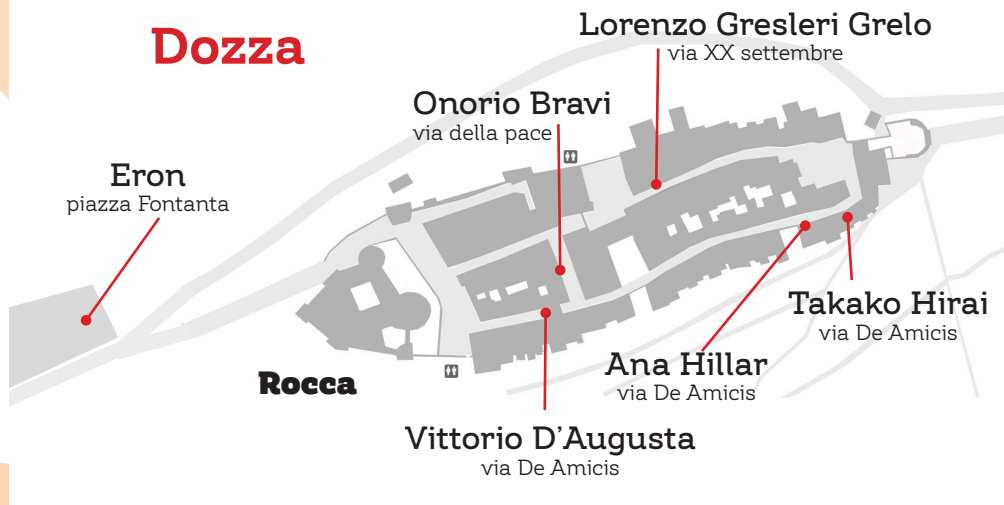 Dozza
Lorenzo Gresleri Grelo
via XX settembre
Onorio Bravi
via della pace
Eron
piazza Fontanta
Takako Hirai
via De Amicis
Ana Hillar
via De Amicis
Rocca
Vittorio D'Augusta
via De Amicis